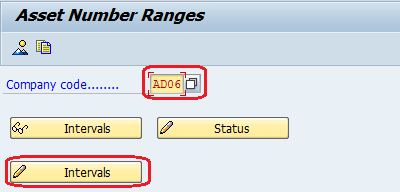 Asset Number Ranges
Company code........ AD06
Intervals Status
Intervals